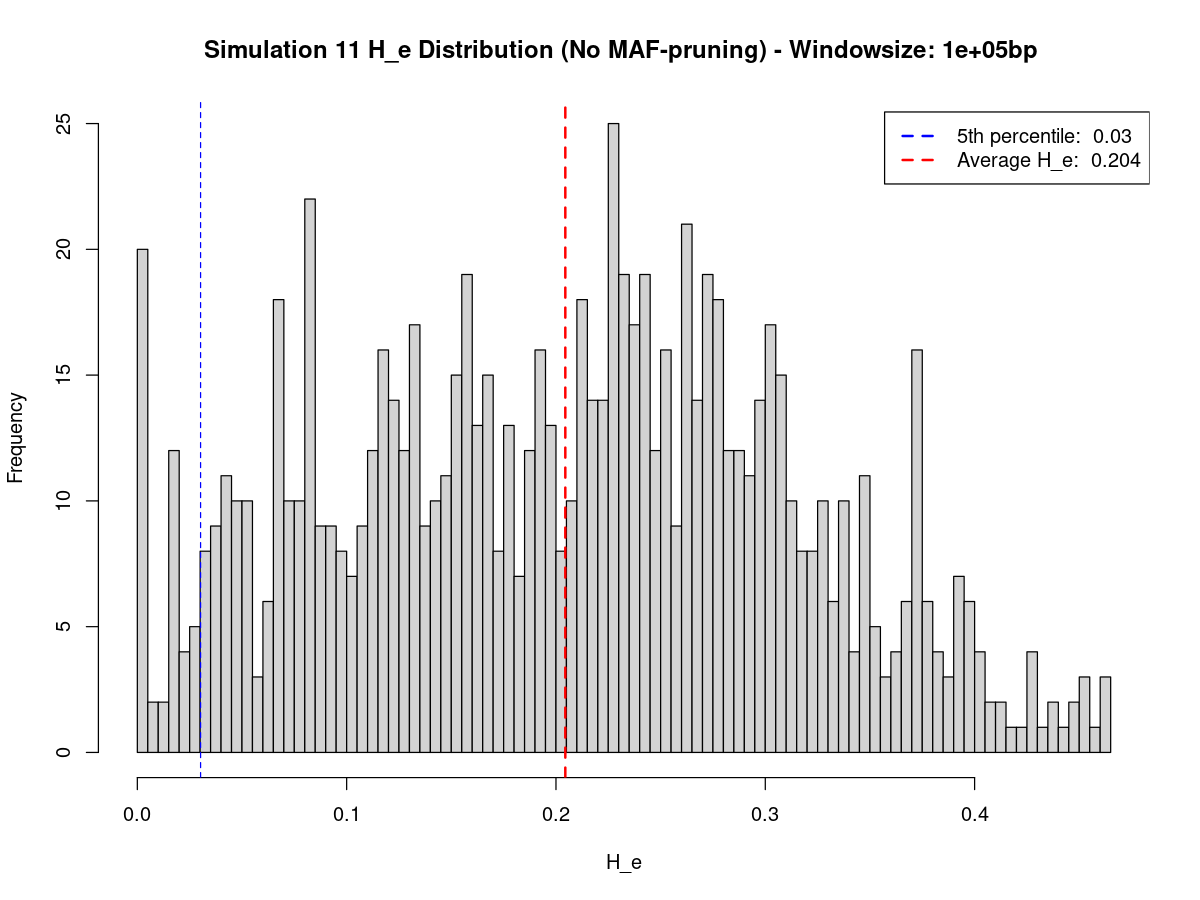 Simulation 11 H_e Distribution (No MAF-pruning) - Windowsize: 1e+05bp
5th percentile: 0.03
Average H_e: 0.204
Frequency
25
20
15
10
5
0
0.0 0.1 0.2 0.3 0.4
H_e